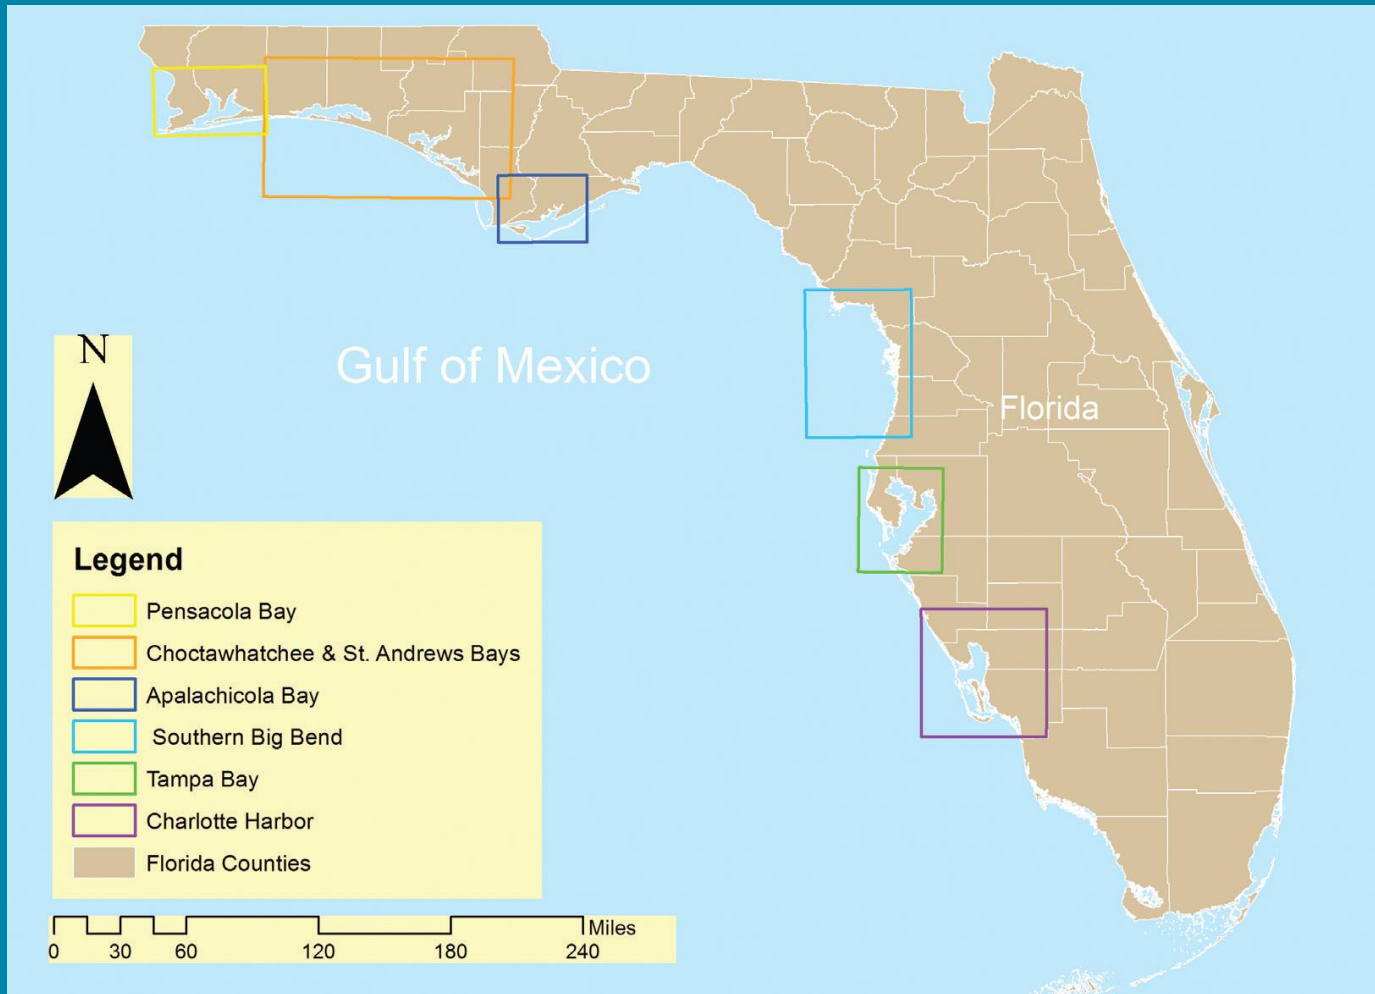 N
Gulf of Mexico
Florida
Legend
Pensacola Bay
Choctawhatchee & St. Andrews Bays
Apalachicola Bay
Southern Big Bend
Tampa Bay
Charlotte Harbor
Florida Counties
Miles
0 30 60 120 180 240